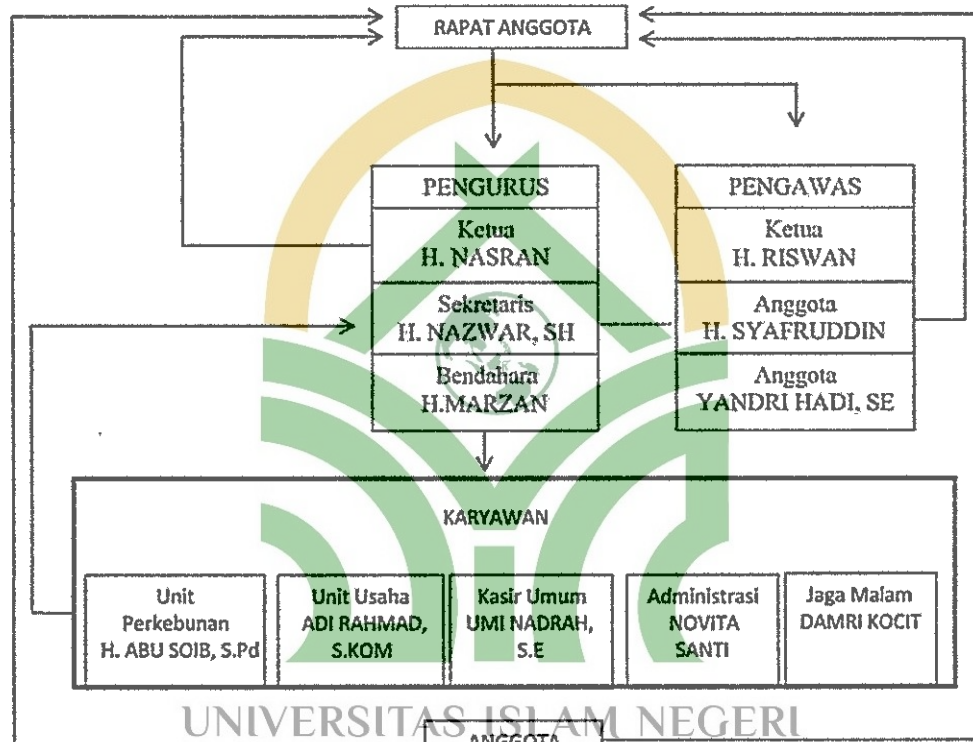 RAPAT ANGGOTA
PENGURUS
Ketua
H. NASRAN
Sekretaris
H. NAZWAR, SH
Bendahara
H.MARZAN
PENGAWAS
Ketua
H. RISWAN
Anggota
H. SYAFRUDDIN
Anggota
YANDRI HADI, SE
KARYAWAN
Unit
Perkebunan
H. ABU SOIB, S.Pd
Unit Usaha
ADI RAHMAD,
S.KOM
Kasir Umum
UMI NADRAH,
S.E
Administrasi
NOVITA
SANTI
Jaga Malam
DAMRI KOCIT
UNIVERSITAS ISLAM NEGERI
ANGGOTA